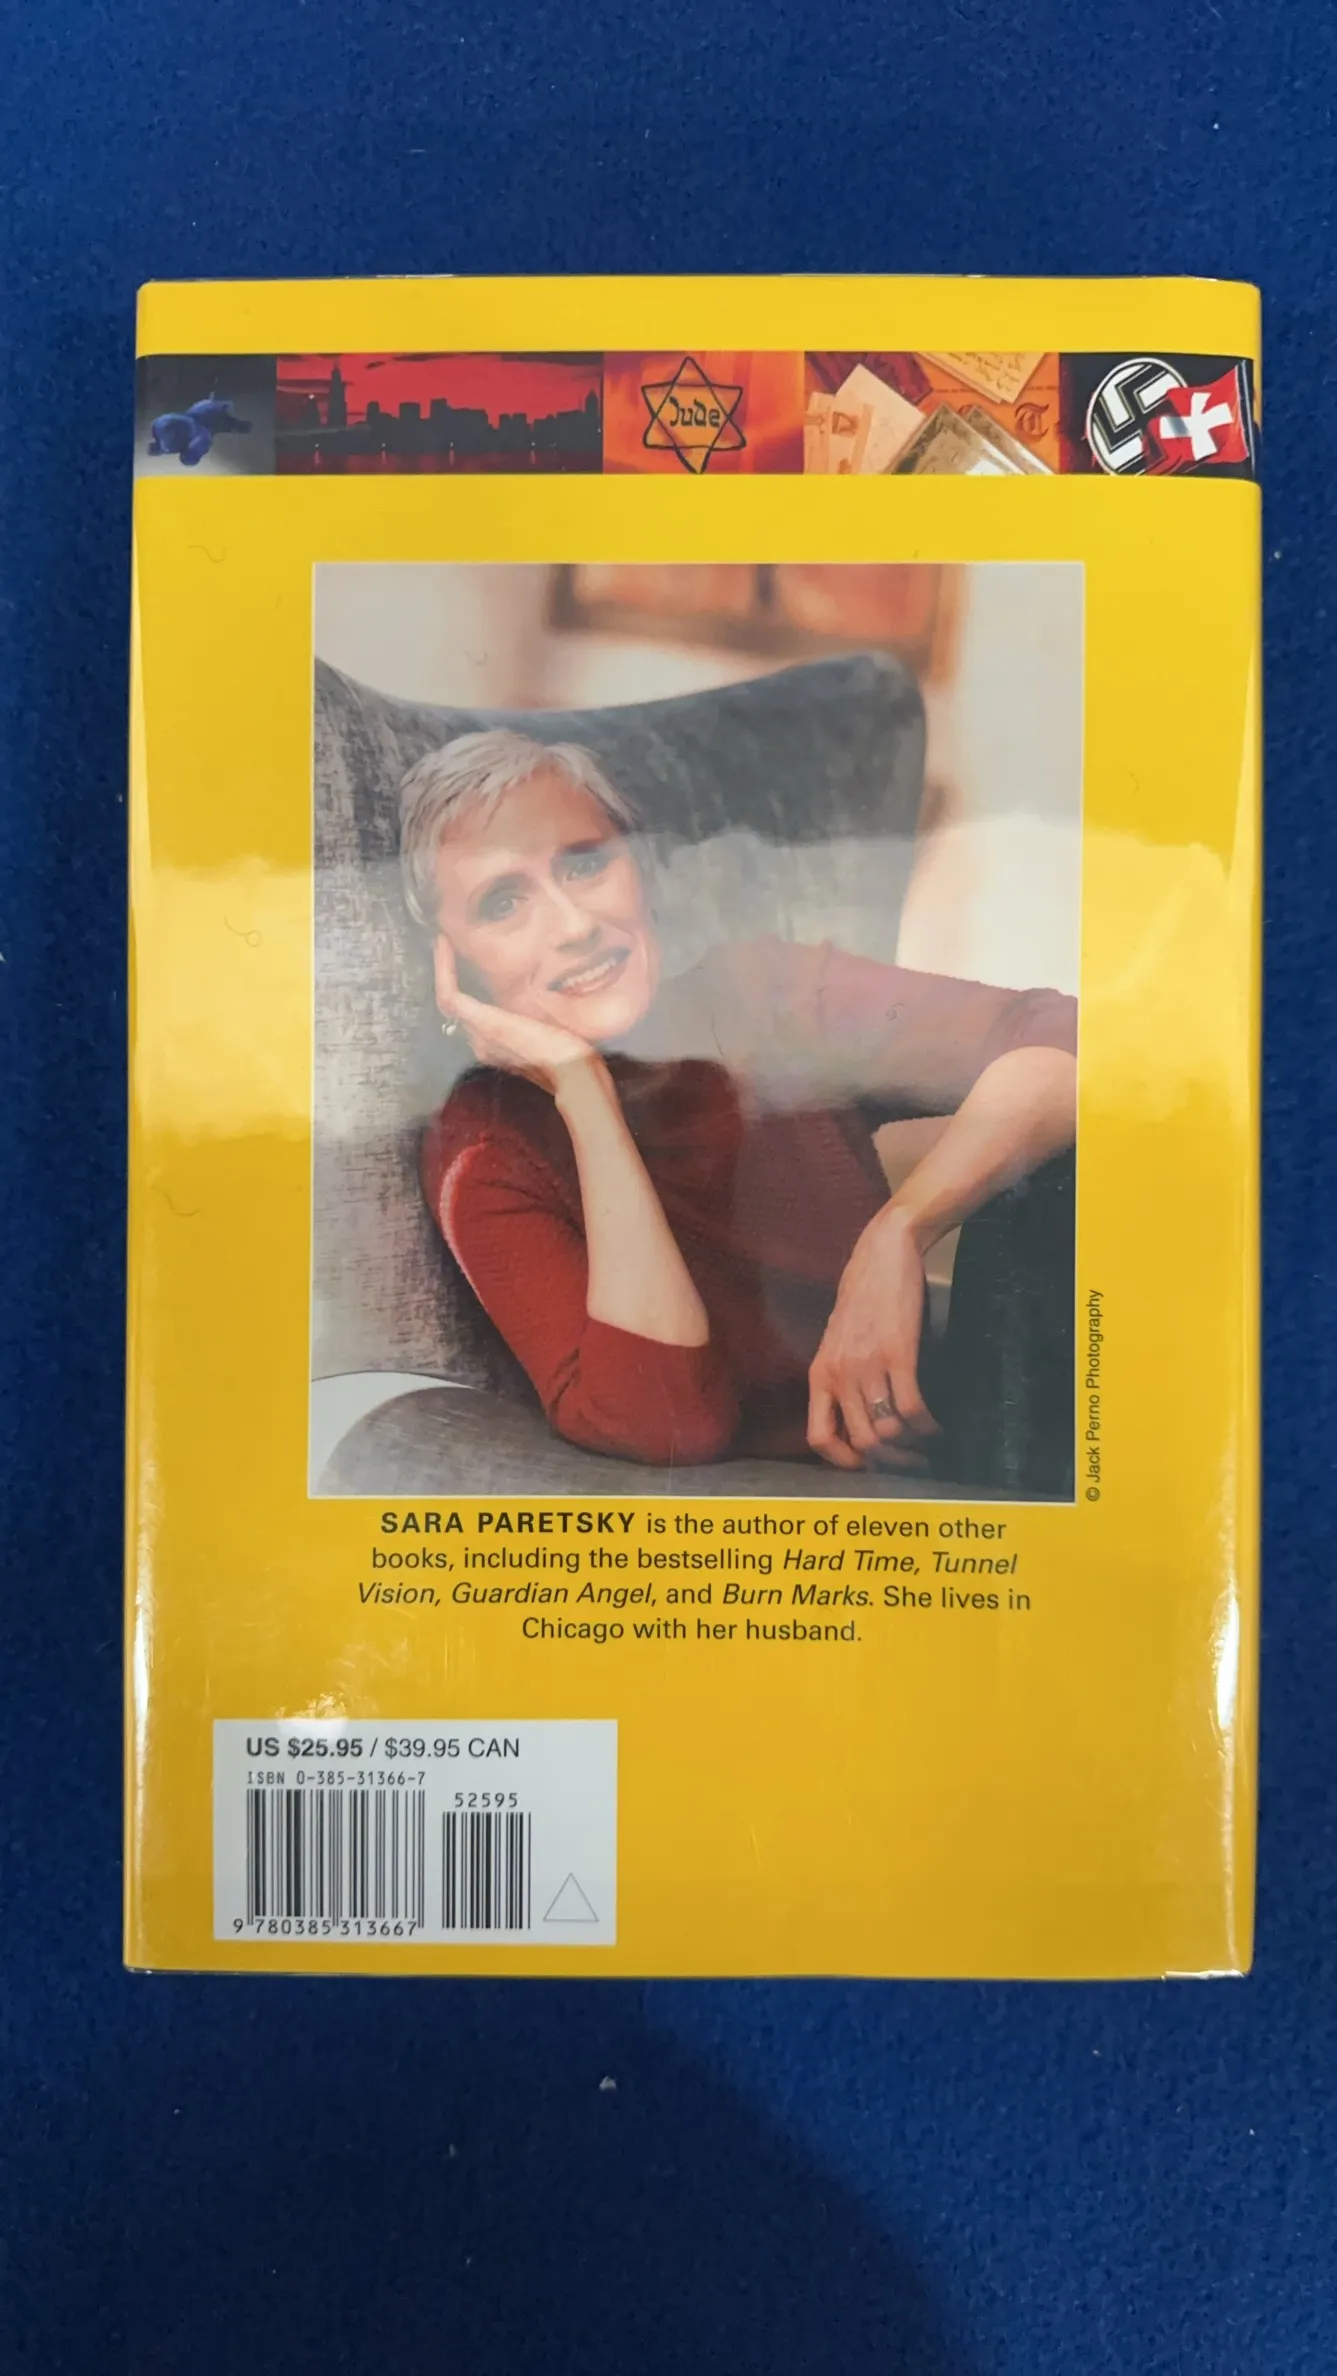 Jude
© Jack Perno Photography
SARA PARETSKY is the author of eleven other
books, including the bestselling Hard Time, Tunnel
Vision, Guardian Angel, and Burn Marks. She lives in
Chicago with her husband.
US $25.95 / $39.95 CAN
ISBN 0-385-31366-7
52595
9 780385 313667